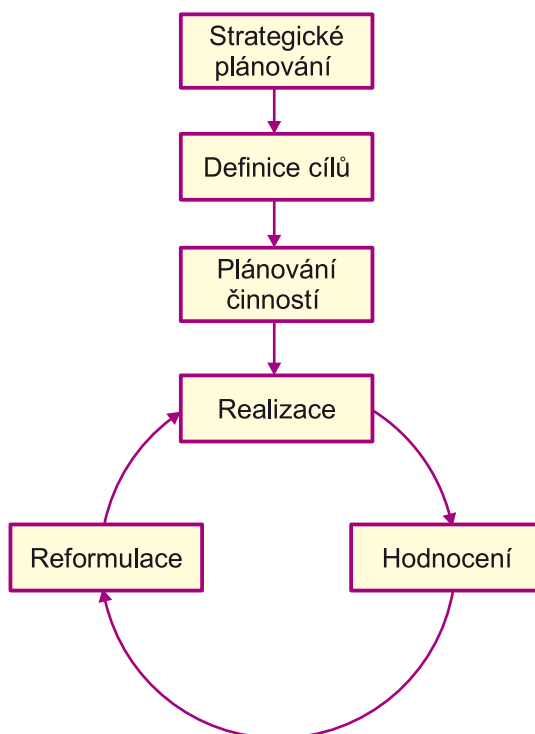 Strategické
plánování
Definice cílů
Plánování
činností
Realizace
Reformulace
Hodnocení